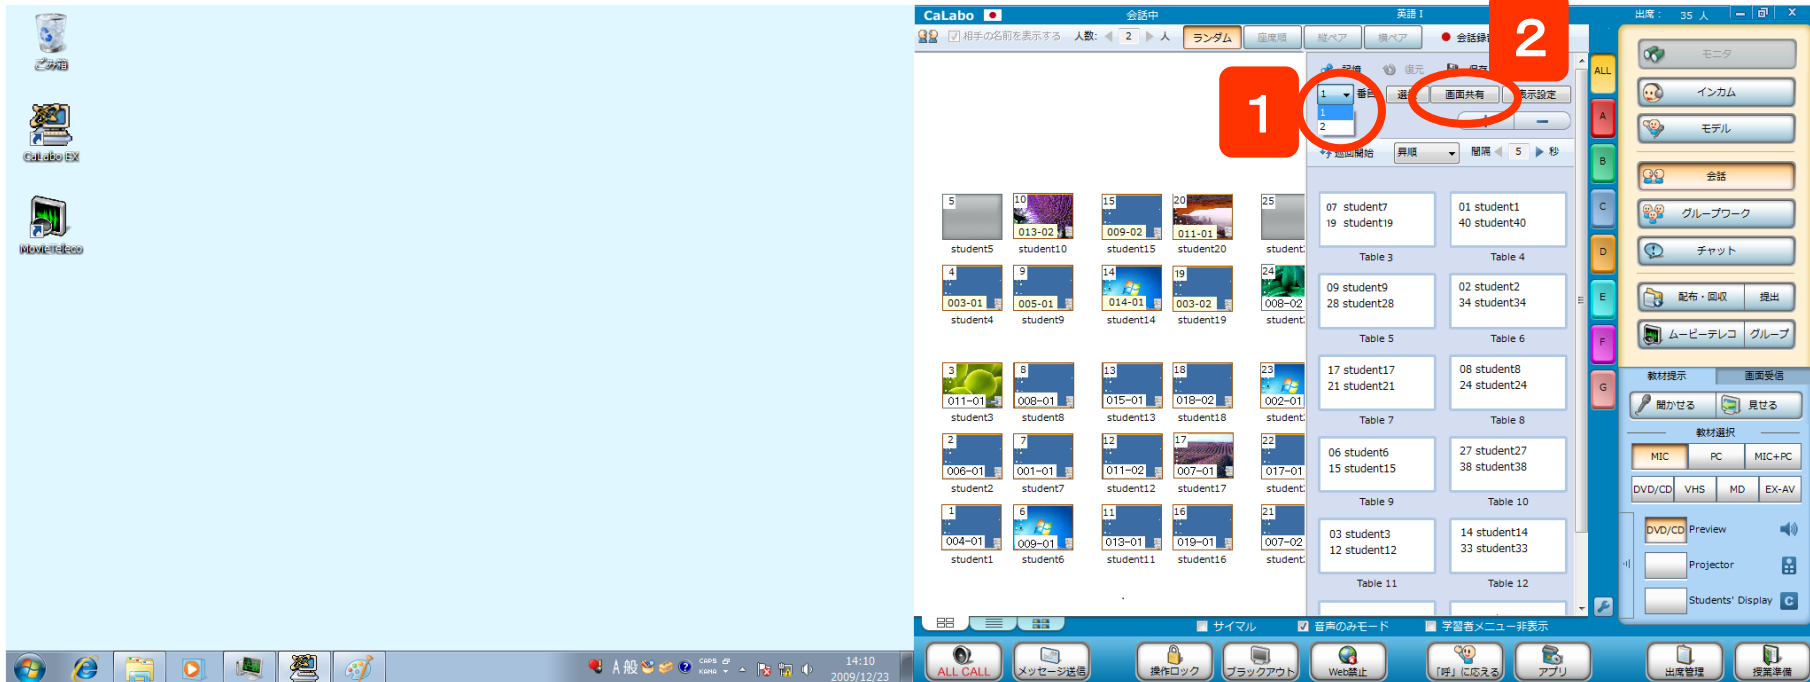 ごみ箱
CaLabo EX
MovieTeleco
A 般
CAPS
KANA
14:10
2009/12/23
CaLabo
会話中
英語 I
出席： 35 人
相手の名前を表示する
人数: 2 人
ランダム
座席順
縦ペア
横ペア
会話録
1
2
記憶
復元
保存
1
番目
選択
画面共有
表示設定
1
2
巡回開始
昇順
間隔 5 秒
07 student7
19 student19
Table 3
01 student1
40 student40
Table 4
09 student9
28 student28
Table 5
02 student2
34 student34
Table 6
17 student17
21 student21
Table 7
08 student8
24 student24
Table 8
06 student6
15 student15
Table 9
27 student27
38 student38
Table 10
03 student3
12 student12
Table 11
14 student14
33 student33
Table 12
5
student5
10
013-02
student10
15
009-02
student15
20
011-01
student20
25
student
4
003-01
student4
9
005-01
student9
14
014-01
student14
19
003-02
student19
24
008-02
student
3
011-01
student3
8
008-01
student8
13
015-01
student13
18
018-02
student18
23
002-01
student
2
006-01
student2
7
001-01
student7
12
011-02
student12
17
007-01
student17
22
017-01
student
1
004-01
student1
6
009-01
student6
11
013-01
student11
16
019-01
student16
21
007-02
student
ALL
A
B
C
D
E
F
G
モニタ
インカム
モデル
会話
グループワーク
チャット
配布・回収
提出
ムービーテレコ
グループ
教材提示
画面受信
聞かせる
見せる
教材選択
MIC
PC
MIC+PC
DVD/CD
VHS
MD
EX-AV
DVD/CD
Preview
Projector
Students' Display
C
サイマル
音声のみモード
学習者メニュー非表示
ALL CALL
メッセージ送信
操作ロック
ブラックアウト
Web禁止
「呼」に応える
アプリ
出席管理
授業準備